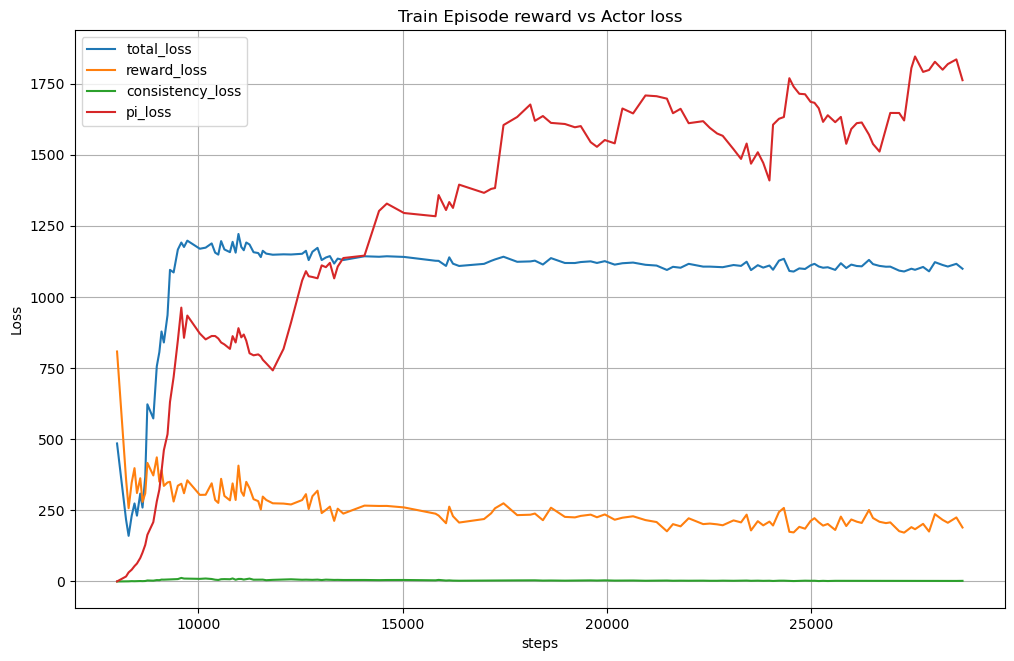 Train Episode reward vs Actor loss
total_loss
reward_loss
consistency_loss
pi_loss
Loss
1750
1500
1250
1000
750
500
250
0
10000 15000 20000 25000
steps